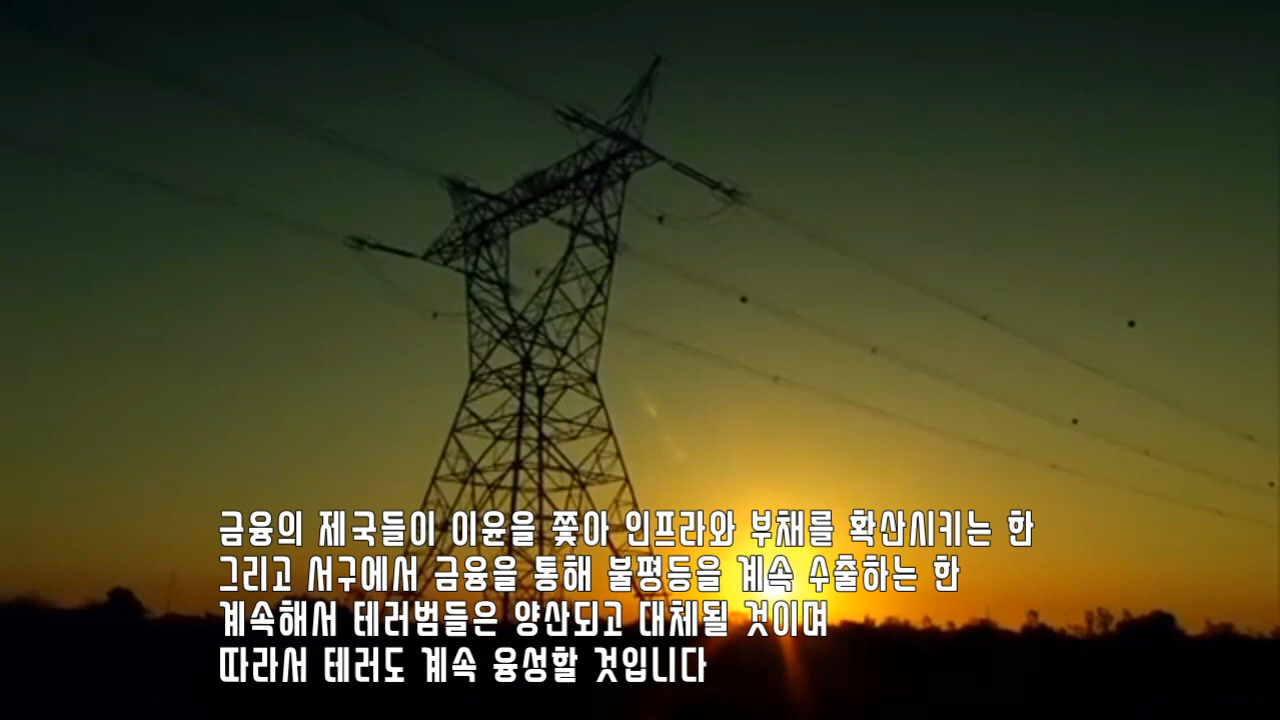 금융의 제국들이 이윤을 쫓아 인프라와 부채를 확산시키는 한
그리고 서구에서 금융을 통해 불평등을 계속 수출하는 한
계속해서 테러범들은 양산되고 대체될 것이며
따라서 테러도 계속 융성할 것입니다